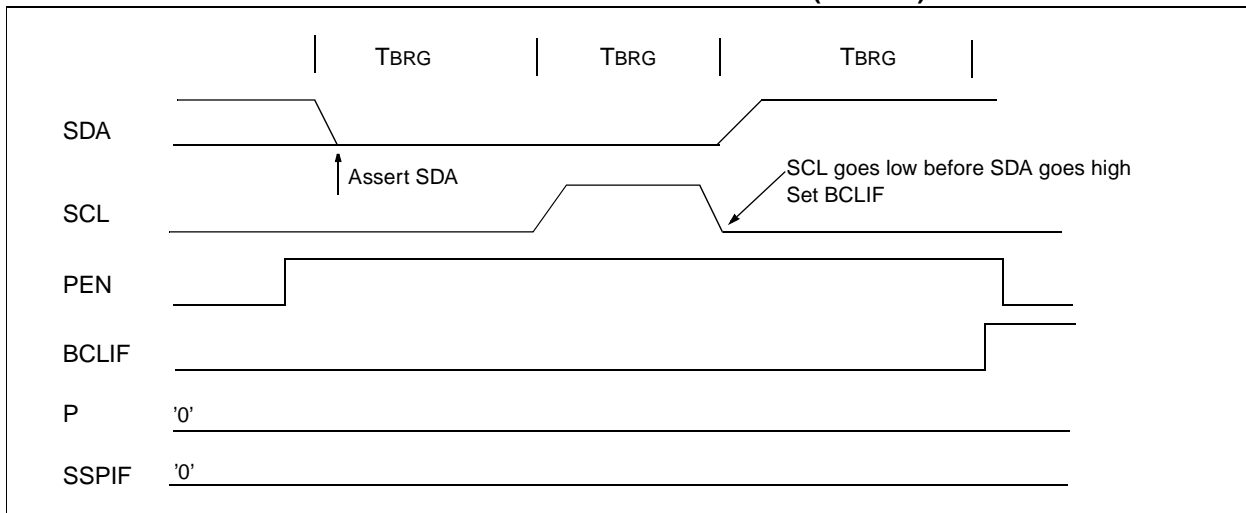 TBRG TBRG TBRG
SDA
Assert SDA
SCL goes low before SDA goes high
Set BCLIF
SCL
PEN
BCLIF
P '0'
SSPIF '0'